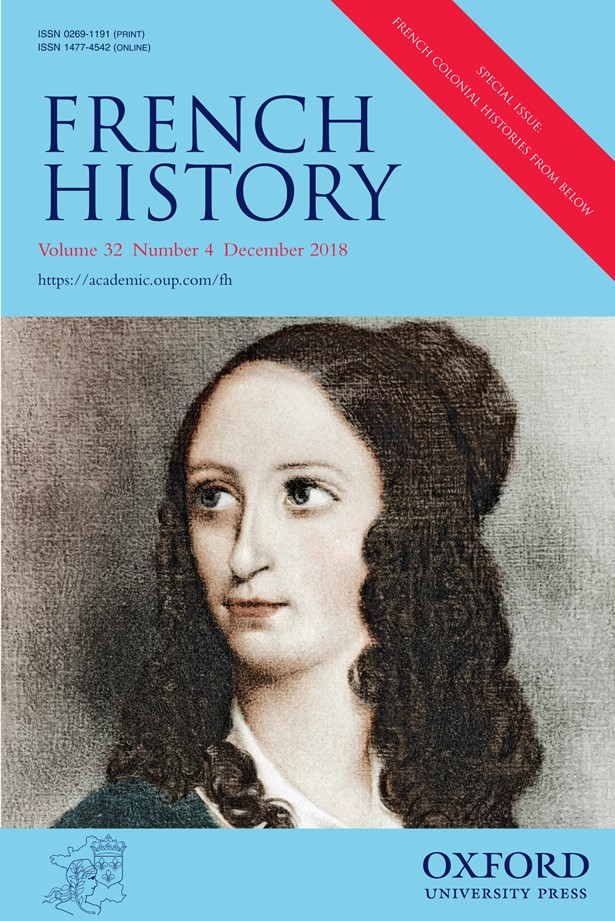 ISSN 0269-1191 (PRINT)
ISSN 1477-4542 (ONLINE)
SPECIAL ISSUE:
FRENCH COLONIAL HISTORIES FROM BELOW
FRENCH
HISTORY
Volume 32 Number 4 December 2018
https://academic.oup.com/fh
OXFORD
UNIVERSITY PRESS